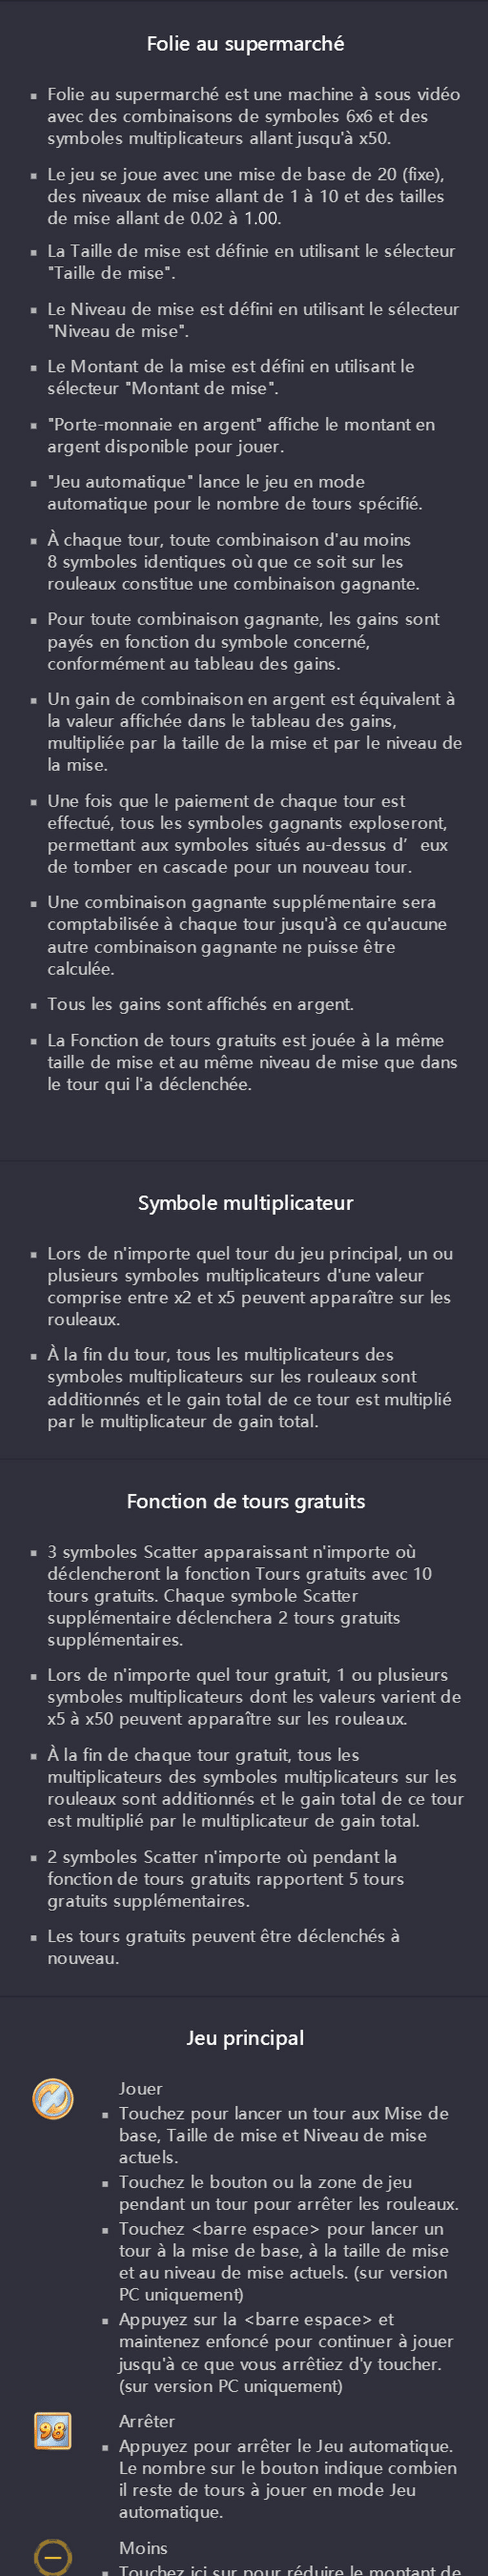 Folie au supermarché
Folie au supermarché est une machine à sous vidéo
avec des combinaisons de symboles 6x6 et des
symboles multiplicateurs allant jusqu'à x50.
Le jeu se joue avec une mise de base de 20 (fixe),
des niveaux de mise allant de 1 à 10 et des tailles
de mise allant de 0.02 à 1.00.
La Taille de mise est définie en utilisant le sélecteur
"Taille de mise".
Le Niveau de mise est défini en utilisant le sélecteur
"Niveau de mise".
Le Montant de la mise est défini en utilisant le
sélecteur "Montant de mise".
"Porte-monnaie en argent" affiche le montant en
argent disponible pour jouer.
"Jeu automatique" lance le jeu en mode
automatique pour le nombre de tours spécifié.
À chaque tour, toute combinaison d'au moins
8 symboles identiques où que ce soit sur les
rouleaux constitue une combinaison gagnante.
Pour toute combinaison gagnante, les gains sont
payés en fonction du symbole concerné,
conformément au tableau des gains.
Un gain de combinaison en argent est équivalent à
la valeur affichée dans le tableau des gains,
multipliée par la taille de la mise et par le niveau de
la mise.
Une fois que le paiement de chaque tour est
effectué, tous les symboles gagnants exploseront,
permettant aux symboles situés au-dessus d’ eux
de tomber en cascade pour un nouveau tour.
Une combinaison gagnante supplémentaire sera
comptabilisée à chaque tour jusqu'à ce qu'aucune
autre combinaison gagnante ne puisse être
calculée.
Tous les gains sont affichés en argent.
La Fonction de tours gratuits est jouée à la même
taille de mise et au même niveau de mise que dans
le tour qui l'a déclenchée.
Symbole multiplicateur
Lors de n'importe quel tour du jeu principal, un ou
plusieurs symboles multiplicateurs d'une valeur
comprise entre x2 et x5 peuvent apparaître sur les
rouleaux.
À la fin du tour, tous les multiplicateurs des
symboles multiplicateurs sur les rouleaux sont
additionnés et le gain total de ce tour est multiplié
par le multiplicateur de gain total.
Fonction de tours gratuits
3 symboles Scatter apparaissant n'importe où
déclencheront la fonction Tours gratuits avec 10
tours gratuits. Chaque symbole Scatter
supplémentaire déclenchera 2 tours gratuits
supplémentaires.
Lors de n'importe quel tour gratuit, 1 ou plusieurs
symboles multiplicateurs dont les valeurs varient de
x5 à x50 peuvent apparaître sur les rouleaux.
À la fin de chaque tour gratuit, tous les
multiplicateurs des symboles multiplicateurs sur les
rouleaux sont additionnés et le gain total de ce tour
est multiplié par le multiplicateur de gain total.
2 symboles Scatter n'importe où pendant la
fonction de tours gratuits rapportent 5 tours
gratuits supplémentaires.
Les tours gratuits peuvent être déclenchés à
nouveau.
Jeu principal
Jouer
Touchez pour lancer un tour aux Mise de
base, Taille de mise et Niveau de mise
actuels.
Touchez le bouton ou la zone de jeu
pendant un tour pour arrêter les rouleaux.
Touchez <barre espace> pour lancer un
tour à la mise de base, à la taille de mise
et au niveau de mise actuels. (sur version
PC uniquement)
Appuyez sur la <barre espace> et
maintenez enfoncé pour continuer à jouer
jusqu'à ce que vous arrêtiez d'y toucher.
(sur version PC uniquement)
98
Arrêter
Appuyez pour arrêter le Jeu automatique.
Le nombre sur le bouton indique combien
il reste de tours à jouer en mode Jeu
automatique.
Moins
Touchez ici sur pour réduire le montant de